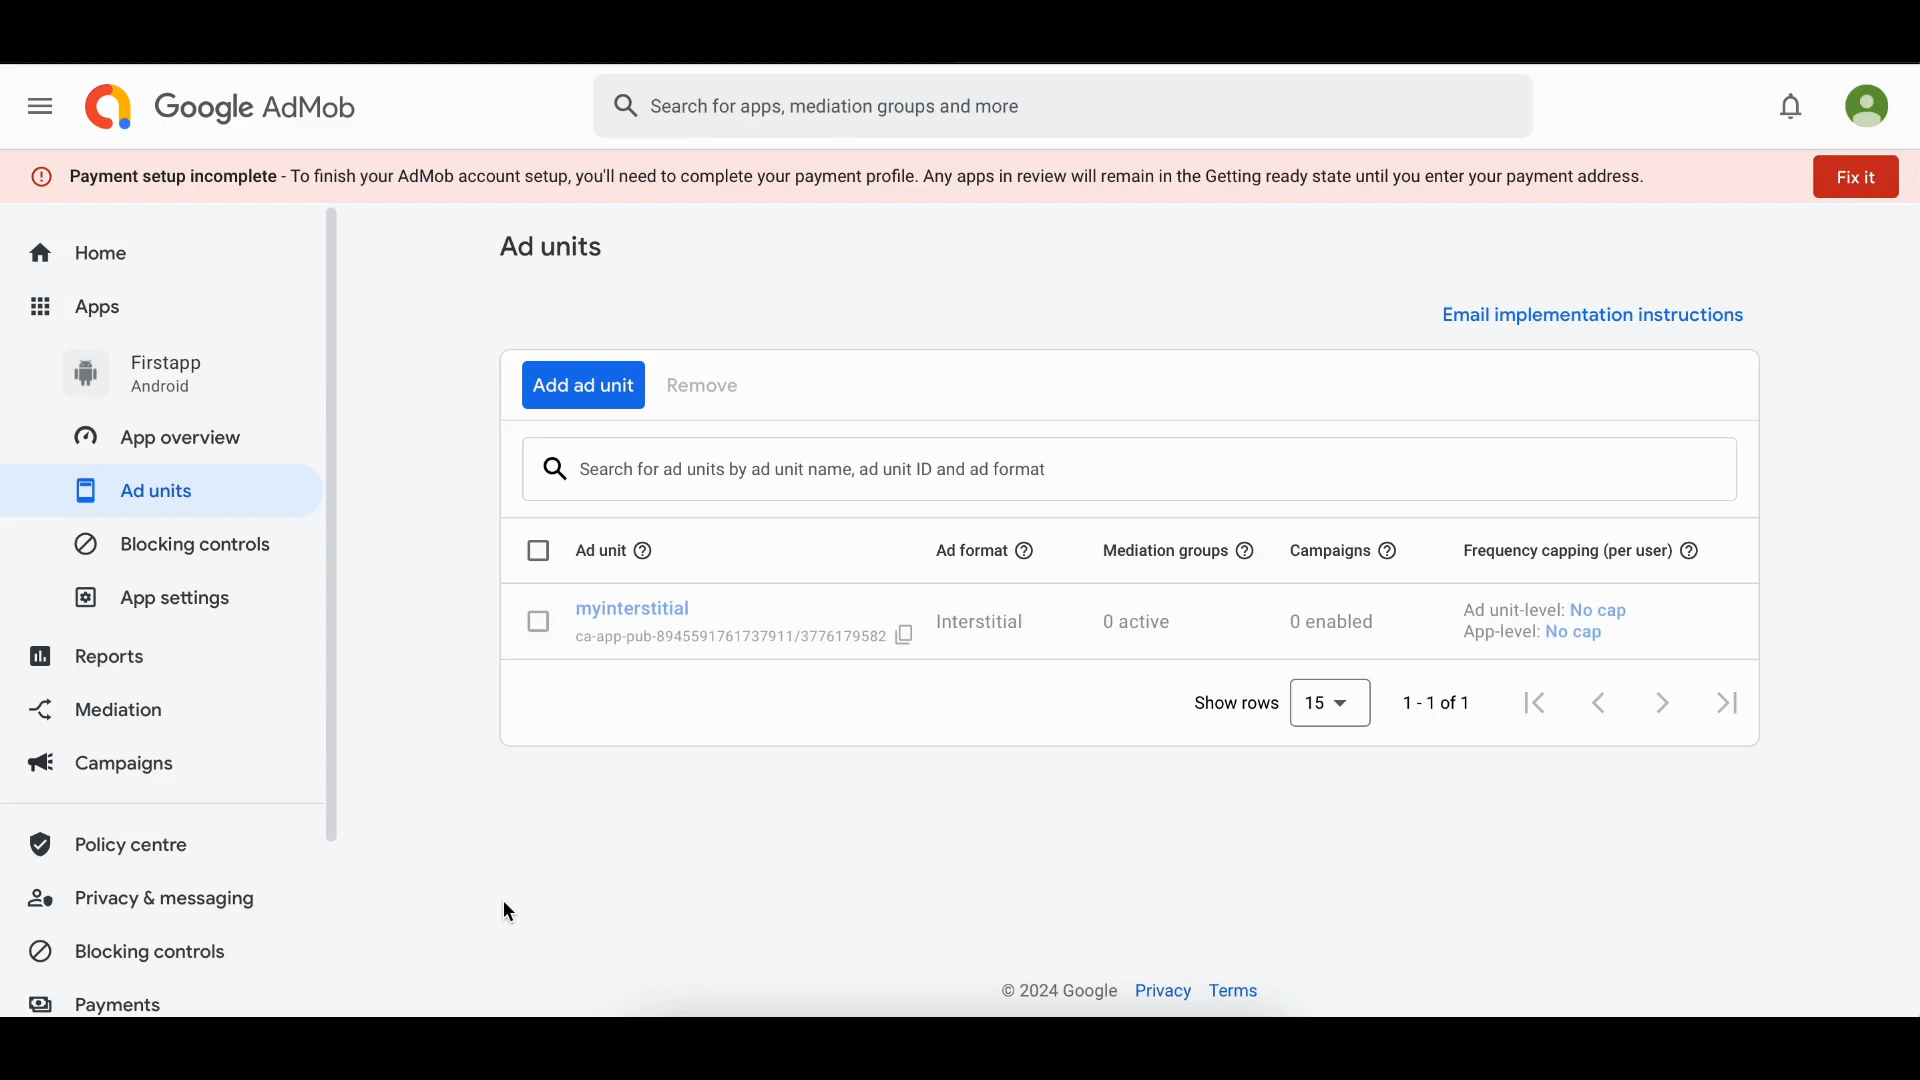 Google AdMob
Search for apps, mediation groups and more
Payment setup incomplete - To finish your AdMob account setup, you'll need to complete your payment profile. Any apps in review will remain in the Getting ready state until you enter your payment address.
Fix it
Home
Apps
Firstapp
Android
App overview
Ad units
Blocking controls
App settings
Reports
Mediation
Campaigns
Policy centre
Privacy & messaging
Blocking controls
Payments
Ad units
Email implementation instructions
Add ad unit Remove
Search for ad units by ad unit name, ad unit ID and ad format
Ad unit Ad format Mediation groups Campaigns Frequency capping (per user)
myinterstitial
ca-app-pub-8945591761737911/3776179582
Interstitial 0 active 0 enabled
Ad unit-level: No cap
App-level: No cap
Show rows 15 1 - 1 of 1
© 2024 Google Privacy Terms